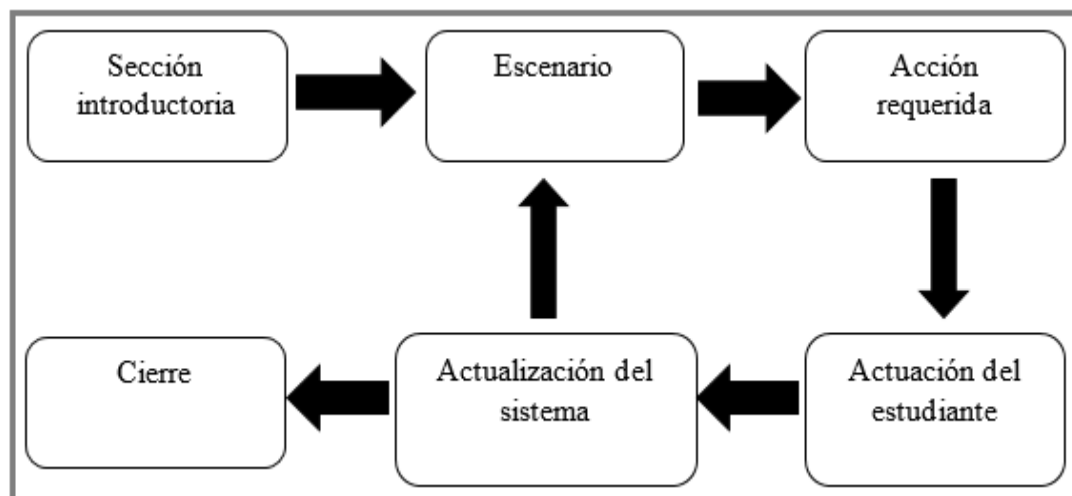 Sección
introductoria
Escenario
Acción
requerida
Cierre
Actualización del
sistema
Actuación del
estudiante